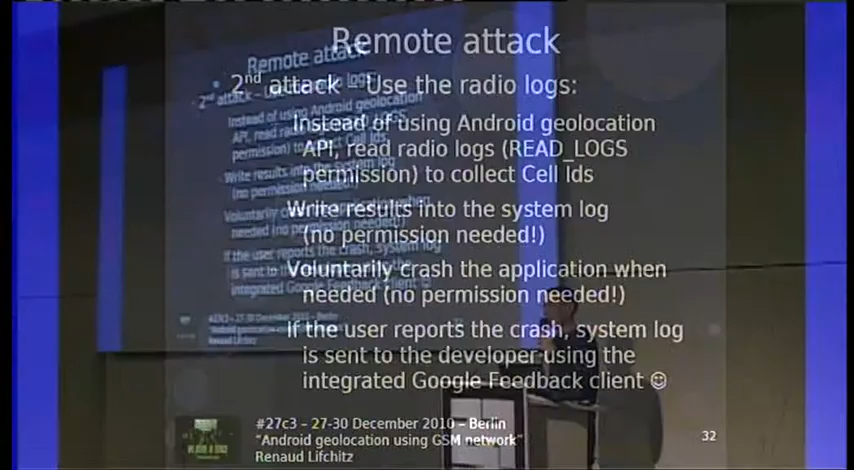 Remote attack
2nd attack – Use the radio logs:
Instead of using Android geolocation
API, read radio logs (READ_LOGS
permission) to collect Cell Ids
Write results into the system log
(no permission needed!)
Voluntarily crash the application when
needed (no permission needed!)
If the user reports the crash, system log
is sent to the developer using the
integrated Google Feedback client ☺
#27c3 – 27-30 December 2010 – Berlin
"Android geolocation using GSM network"
Renaud Lifchitz
32